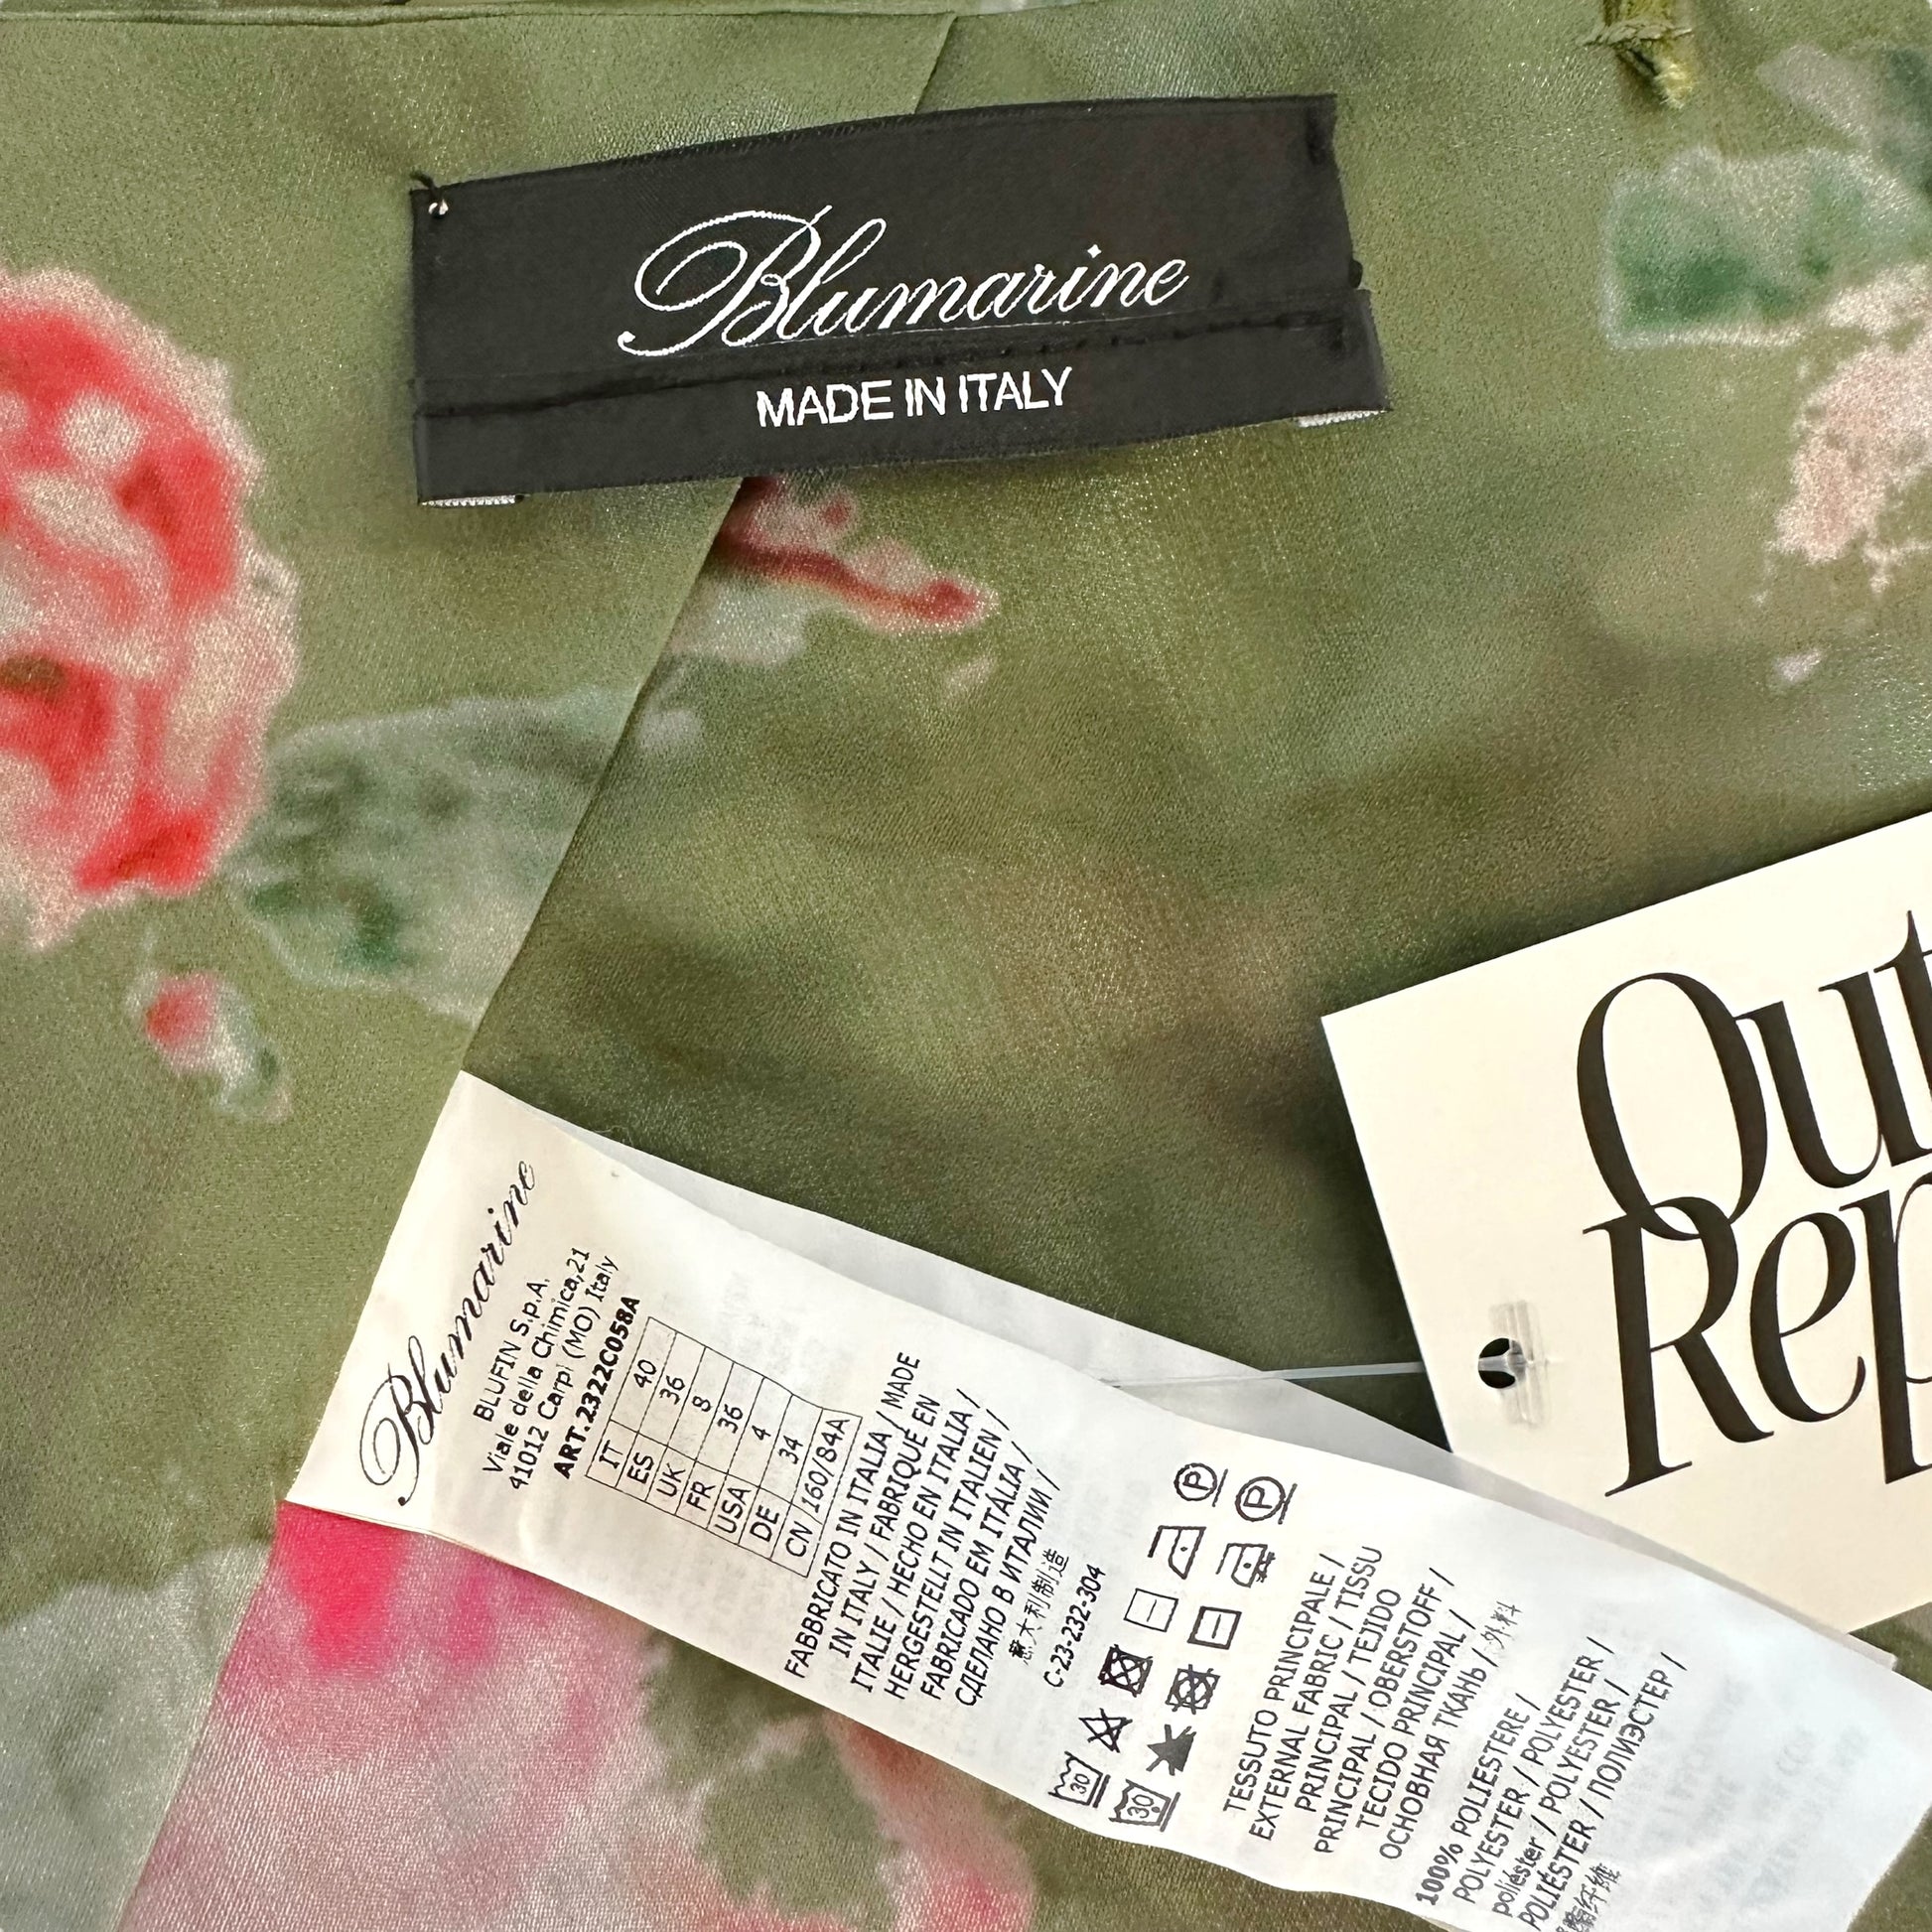 Blumarine
MADE IN ITALY
Out
Rep
Blumarine
BLUFIN S.p.A.
Viale della Chimica,21
41012 Carpi (MO) Italy
ART.2322C058A
IT 40
ES 36
UK 8
FR 36
USA 4
DE 34
CN 160/84A
FABBRICATO IN ITALIA / MADE
IN ITALY / FABRIQUÉ EN
ITALIE / HECHO EN ITALIA /
HERGESTELLT IN ITALIEN /
FABRICADO EM ITÁLIA /
СДЕЛАНО В ИТАЛИИ /
意大利制造
C-23-232-304
P P
30 30
TESSUTO PRINCIPALE /
EXTERNAL FABRIC / TISSU
PRINCIPAL / TEJIDO
PRINCIPAL / OBERSTOFF /
TECIDO PRINCIPAL /
ОСНОВНАЯ ТКАНЬ / 外料
100% POLIESTERE /
POLYESTER / POLYESTER /
poliéster / POLYESTER /
POLIÉSTER / ПОЛИЭСТЕР /